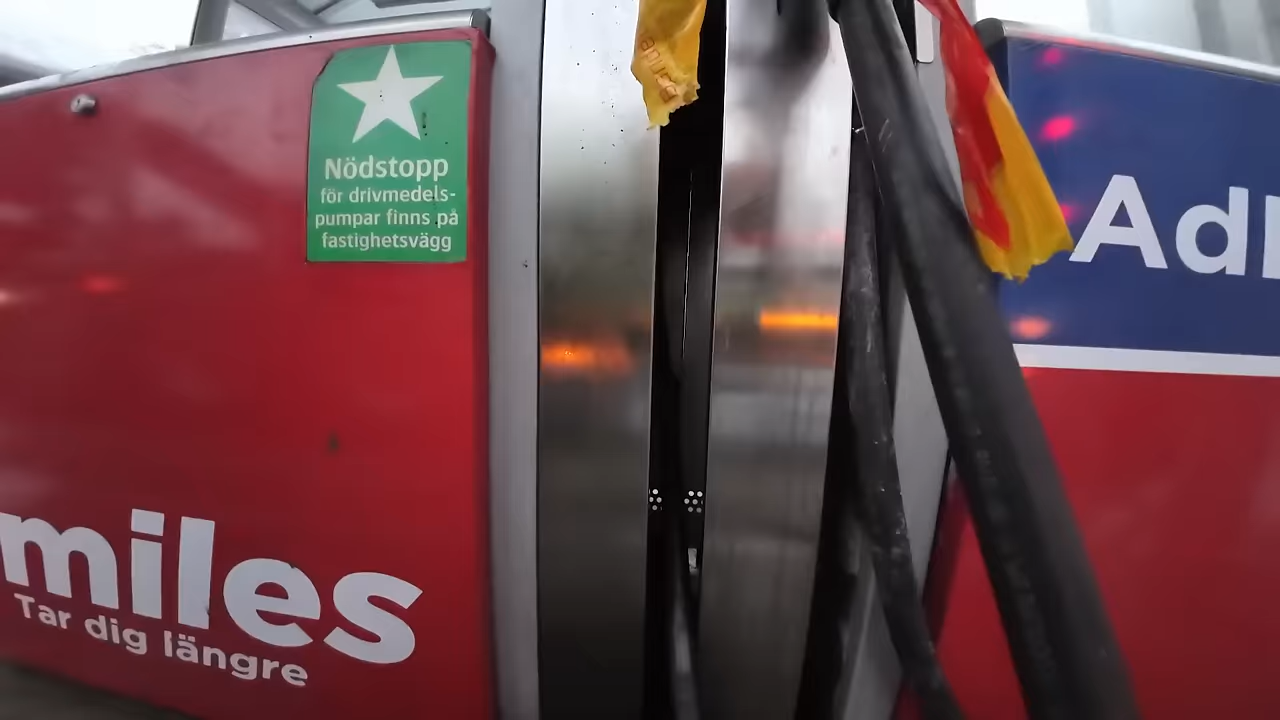 Nödstopp
för drivmedels-
pumpar finns på
fastighetsvägg
miles
Tar dig längre
Ad